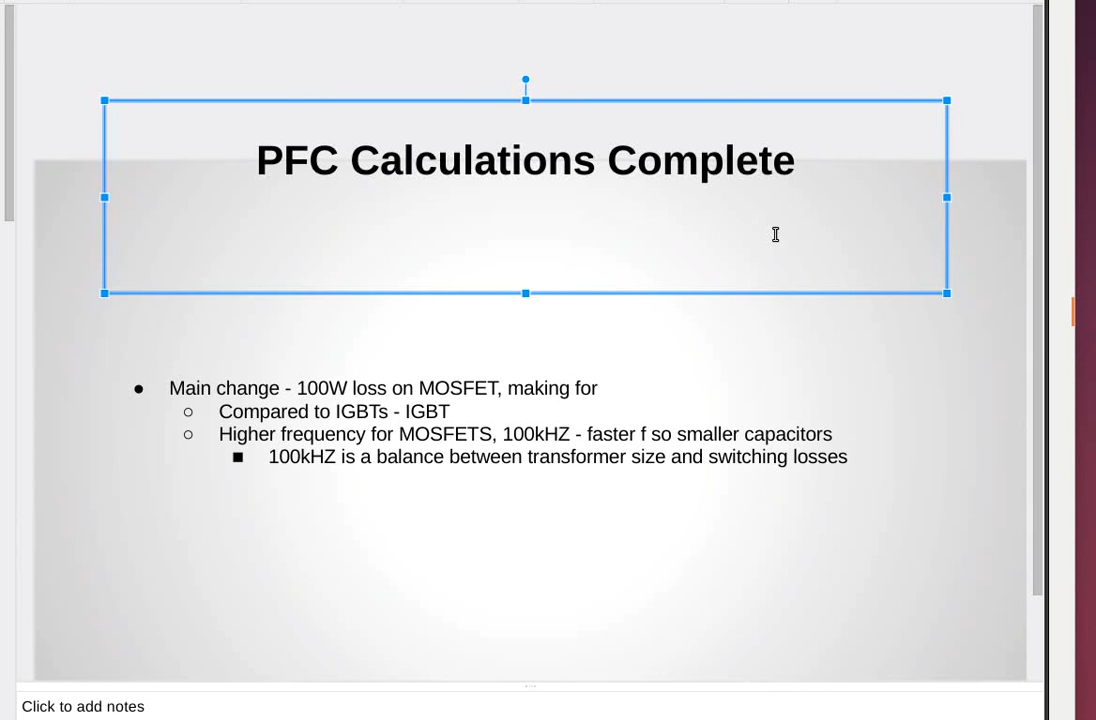 PFC Calculations Complete
● Main change - 100W loss on MOSFET, making for
○ Compared to IGBTs - IGBT
○ Higher frequency for MOSFETS, 100kHZ - faster f so smaller capacitors
■ 100kHZ is a balance between transformer size and switching losses
Click to add notes